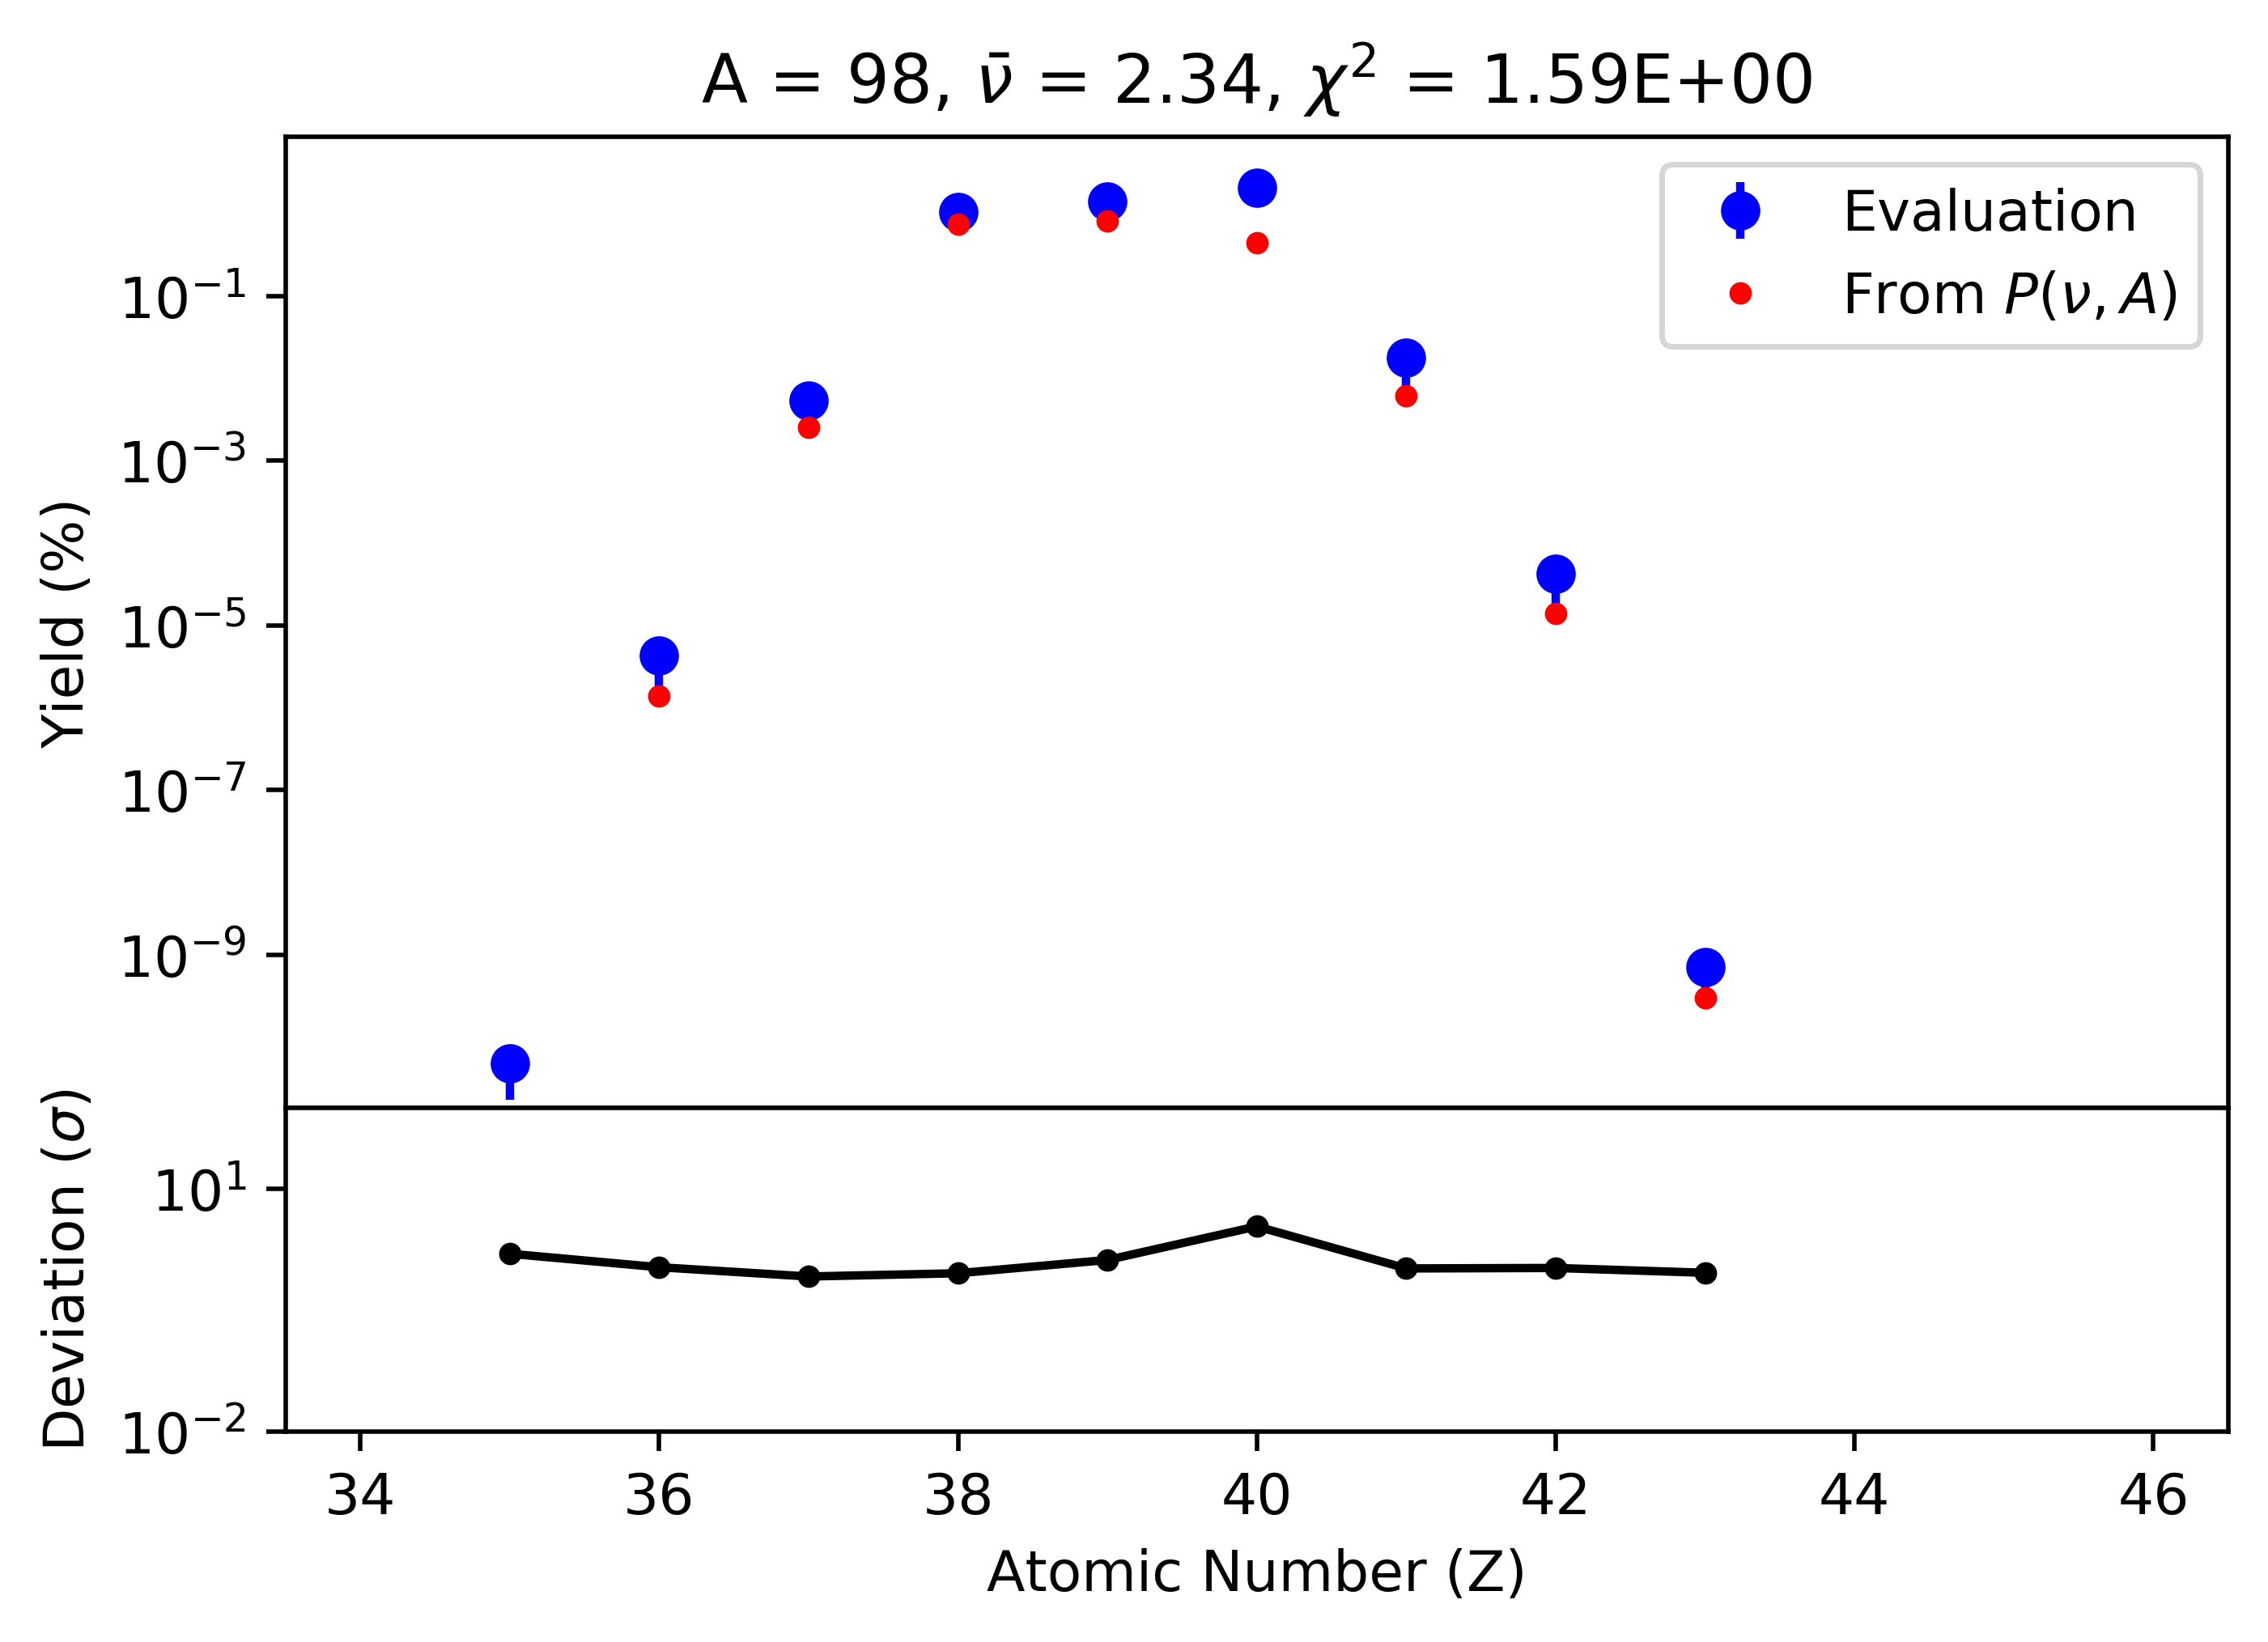 A = 98, ν̄ = 2.34, χ² = 1.59E+00
Evaluation
From P(ν, A)
Yield (%)
10⁻¹
10⁻³
10⁻⁵
10⁻⁷
10⁻⁹
Deviation (σ)
10¹
10⁻²
34 36 38 40 42 44 46
Atomic Number (Z)